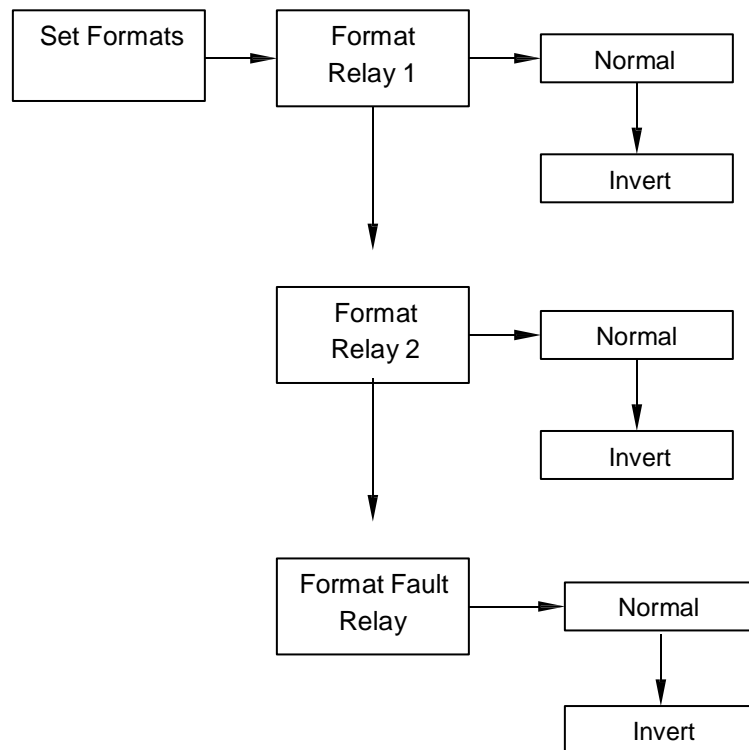 Set Formats
Format
Relay 1
Normal
Invert
Format
Relay 2
Normal
Invert
Format Fault
Relay
Normal
Invert